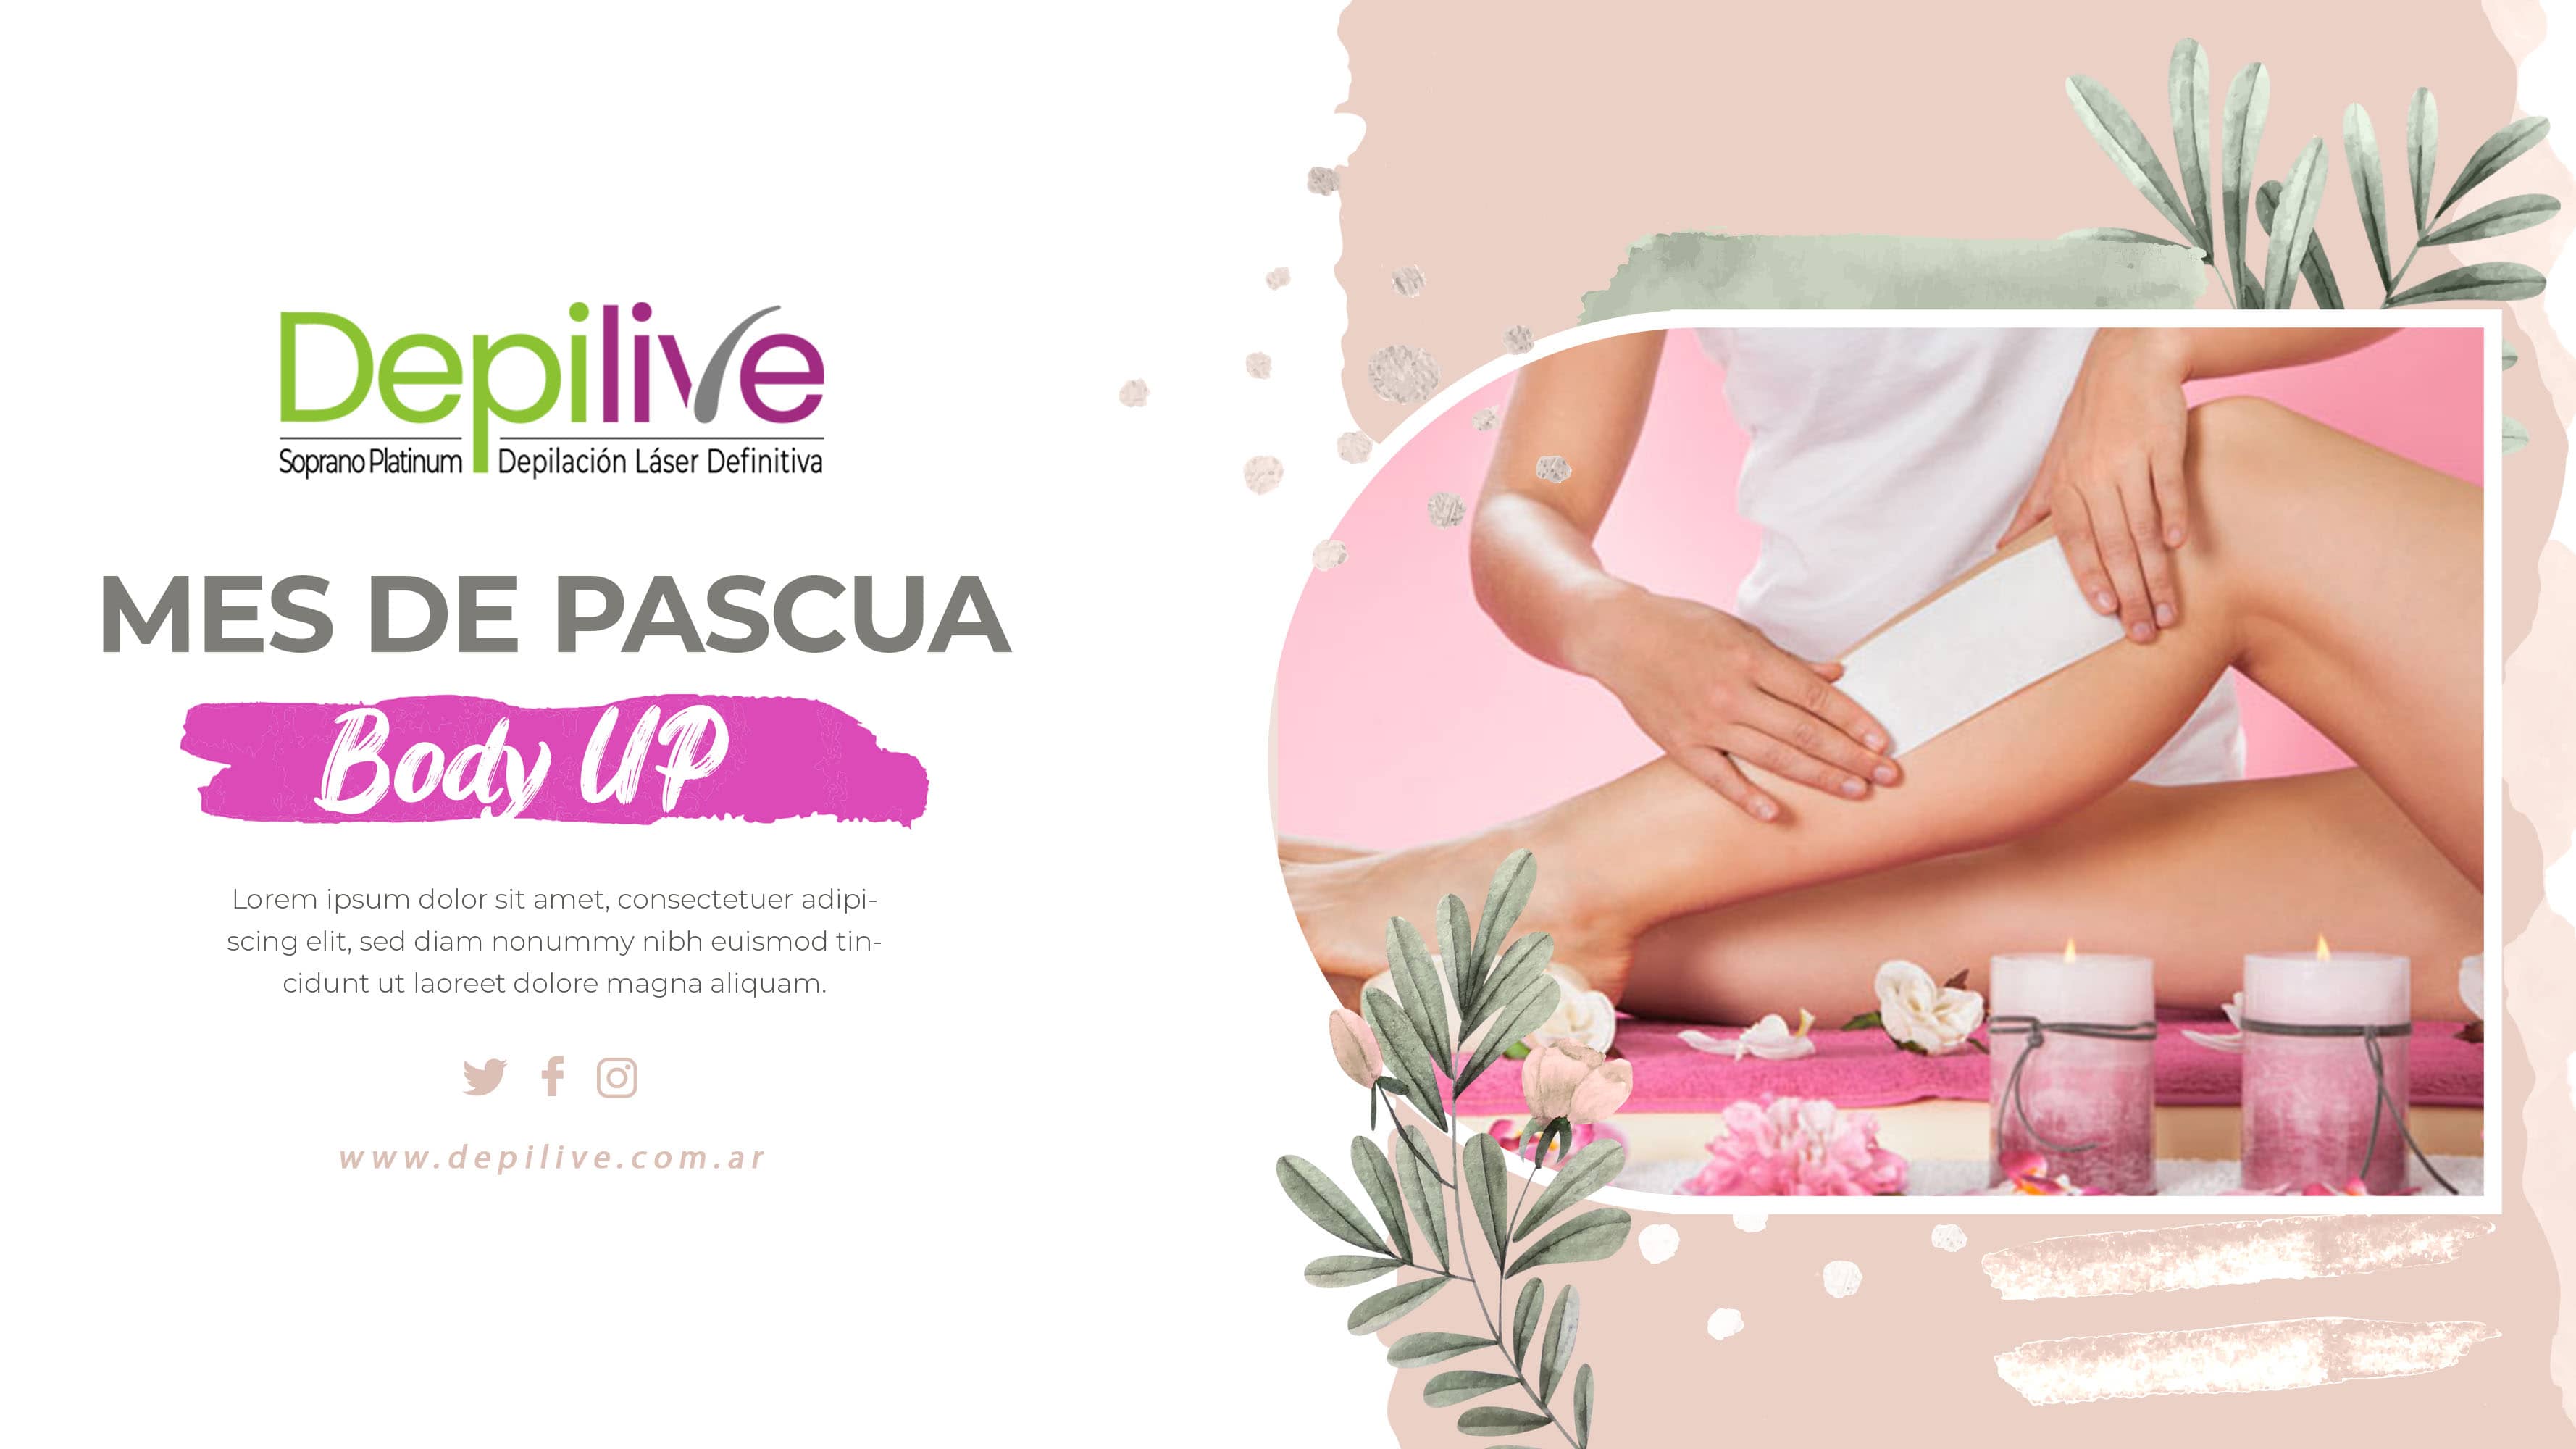 Depilive
Soprano Platinum Depilación Láser Definitiva
MES DE PASCUA
Body UP
Lorem ipsum dolor sit amet, consectetuer adipi-
scing elit, sed diam nonummy nibh euismod tin-
cidunt ut laoreet dolore magna aliquam.
www.depilive.com.ar